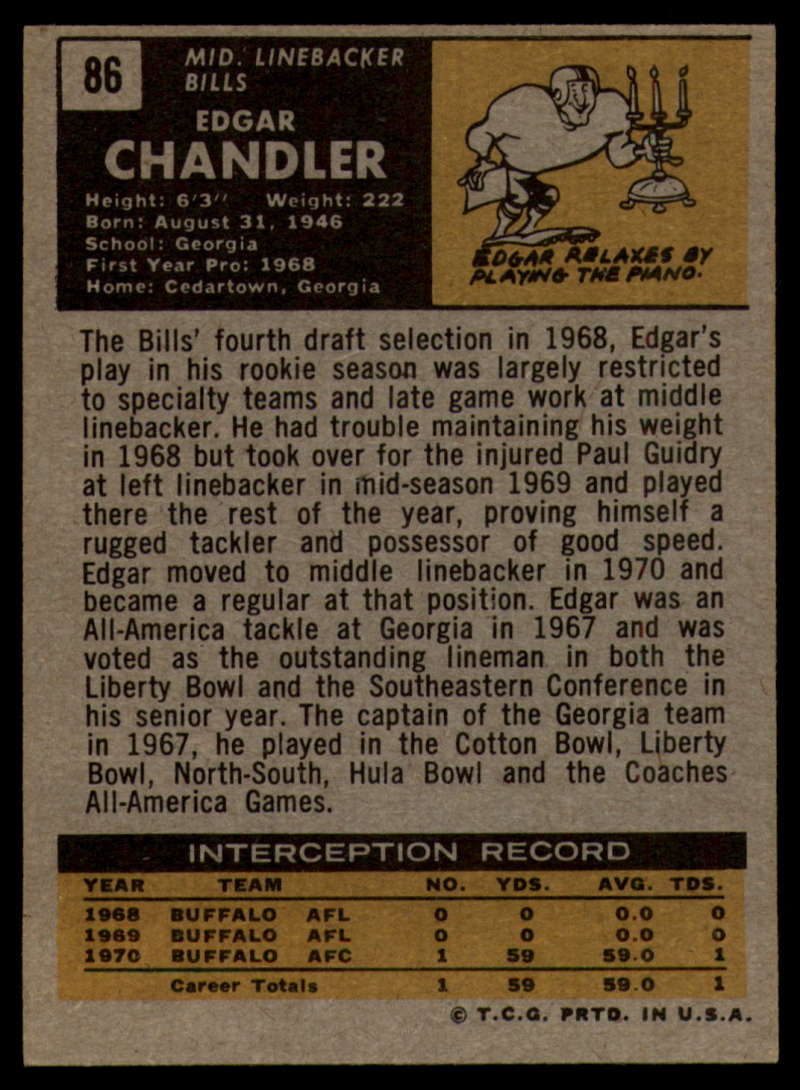 86
MID. LINEBACKER
BILLS
EDGAR
CHANDLER
Height: 6'3" Weight: 222
Born: August 31, 1946
School: Georgia
First Year Pro: 1968
Home: Cedartown, Georgia
EDGAR RELAXES BY
PLAYING THE PIANO.
The Bills' fourth draft selection in 1968, Edgar's
play in his rookie season was largely restricted
to specialty teams and late game work at middle
linebacker. He had trouble maintaining his weight
in 1968 but took over for the injured Paul Guidry
at left linebacker in mid-season 1969 and played
there the rest of the year, proving himself a
rugged tackler and possessor of good speed.
Edgar moved to middle linebacker in 1970 and
became a regular at that position. Edgar was an
All-America tackle at Georgia in 1967 and was
voted as the outstanding lineman in both the
Liberty Bowl and the Southeastern Conference in
his senior year. The captain of the Georgia team
in 1967, he played in the Cotton Bowl, Liberty
Bowl, North-South, Hula Bowl and the Coaches
All-America Games.
INTERCEPTION RECORD
YEAR TEAM NO. YDS. AVG. TDS.
1968 BUFFALO AFL 0 0 0.0 0
1969 BUFFALO AFL 0 0 0.0 0
1970 BUFFALO AFC 1 59 59.0 1
Career Totals 1 59 59.0 1
© T.C.G. PRTD. IN U.S.A.